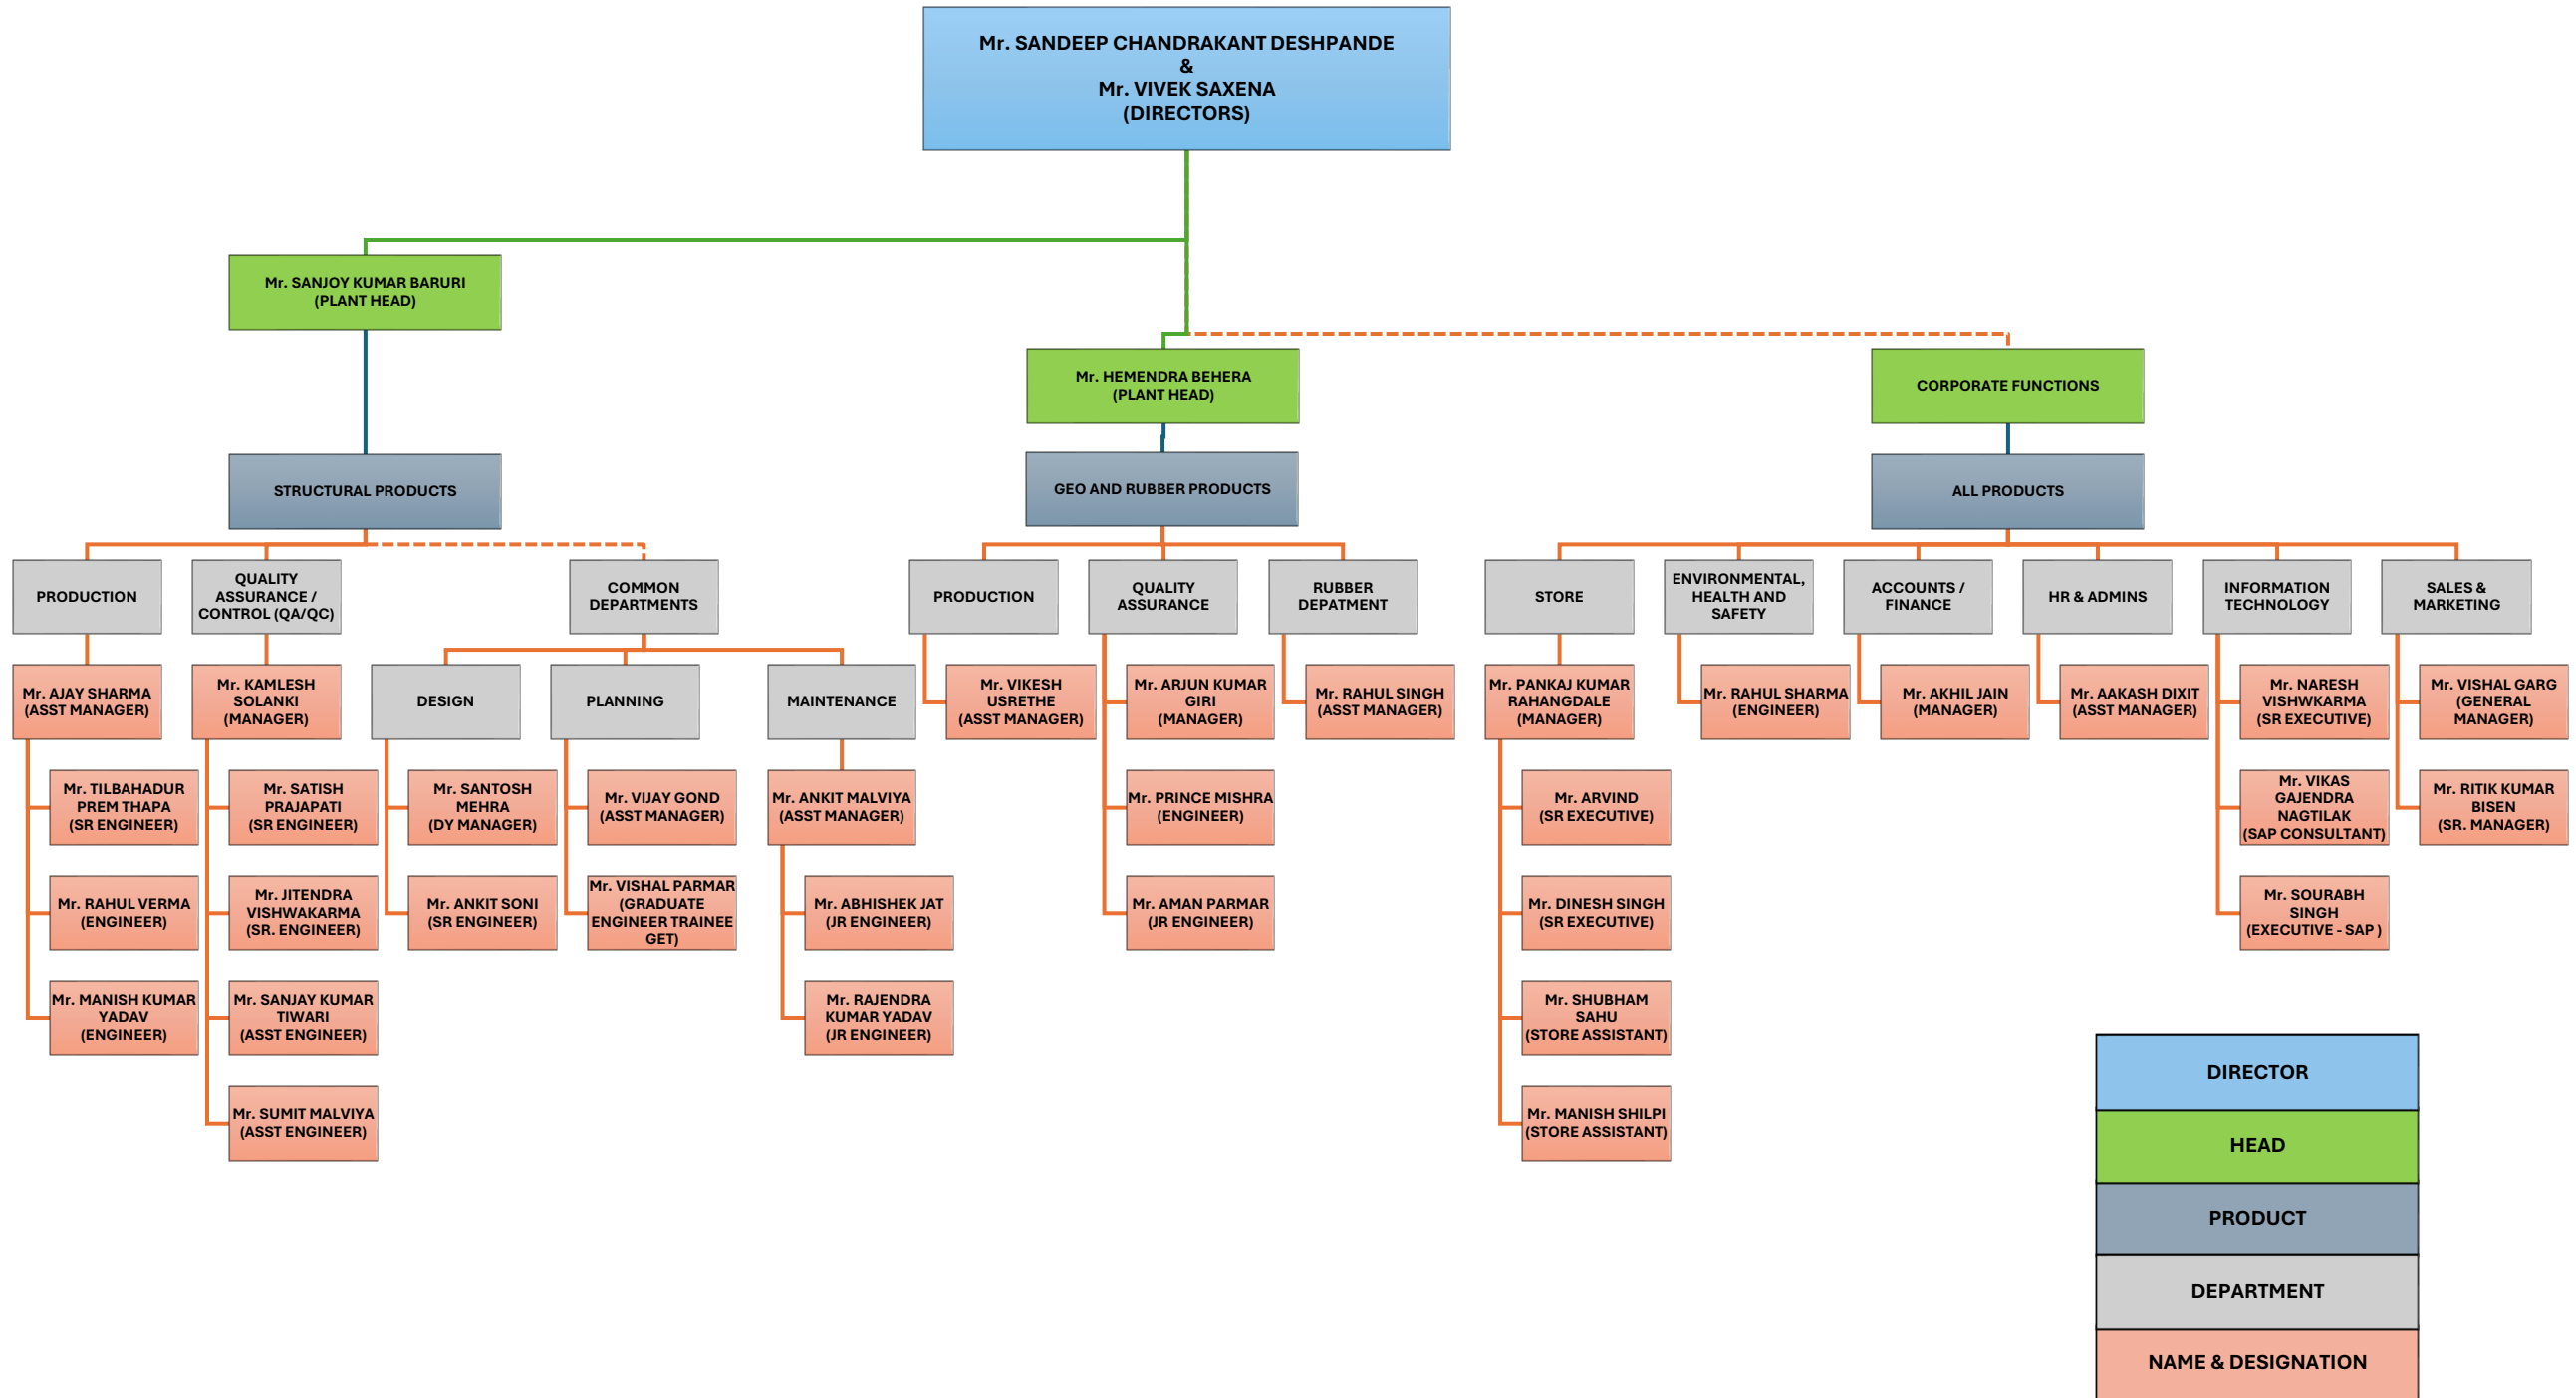 Mr. SANDEEP CHANDRAKANT DESHPANDE
&
Mr. VIVEK SAXENA
(DIRECTORS)
Mr. SANJOY KUMAR BARURI
(PLANT HEAD)
Mr. HEMENDRA BEHERA
(PLANT HEAD)
CORPORATE FUNCTIONS
STRUCTURAL PRODUCTS
GEO AND RUBBER PRODUCTS
ALL PRODUCTS
PRODUCTION
QUALITY
ASSURANCE /
CONTROL (QA/QC)
COMMON
DEPARTMENTS
PRODUCTION
QUALITY
ASSURANCE
RUBBER
DEPATMENT
STORE
ENVIRONMENTAL,
HEALTH AND
SAFETY
ACCOUNTS /
FINANCE
HR & ADMINS
INFORMATION
TECHNOLOGY
SALES &
MARKETING
Mr. AJAY SHARMA
(ASST MANAGER)
Mr. KAMLESH
SOLANKI
(MANAGER)
DESIGN
PLANNING
MAINTENANCE
Mr. VIKESH
USRETHE
(ASST MANAGER)
Mr. ARJUN KUMAR
GIRI
(MANAGER)
Mr. RAHUL SINGH
(ASST MANAGER)
Mr. PANKAJ KUMAR
RAHANGDALE
(MANAGER)
Mr. RAHUL SHARMA
(ENGINEER)
Mr. AKHIL JAIN
(MANAGER)
Mr. AAKASH DIXIT
(ASST MANAGER)
Mr. NARESH
VISHWKARMA
(SR EXECUTIVE)
Mr. VISHAL GARG
(GENERAL
MANAGER)
Mr. TILBAHADUR
PREM THAPA
(SR ENGINEER)
Mr. SATISH
PRAJAPATI
(SR ENGINEER)
Mr. SANTOSH
MEHRA
(DY MANAGER)
Mr. VIJAY GOND
(ASST MANAGER)
Mr. ANKIT MALVIYA
(ASST MANAGER)
Mr. PRINCE MISHRA
(ENGINEER)
Mr. ARVIND
(SR EXECUTIVE)
Mr. VIKAS
GAJENDRA
NAGTILAK
(SAP CONSULTANT)
Mr. RITIK KUMAR
BISEN
(SR. MANAGER)
Mr. RAHUL VERMA
(ENGINEER)
Mr. JITENDRA
VISHWAKARMA
(SR. ENGINEER)
Mr. ANKIT SONI
(SR ENGINEER)
Mr. VISHAL PARMAR
(GRADUATE
ENGINEER TRAINEE
GET)
Mr. ABHISHEK JAT
(JR ENGINEER)
Mr. AMAN PARMAR
(JR ENGINEER)
Mr. DINESH SINGH
(SR EXECUTIVE)
Mr. SOURABH
SINGH
(EXECUTIVE - SAP )
Mr. MANISH KUMAR
YADAV
(ENGINEER)
Mr. SANJAY KUMAR
TIWARI
(ASST ENGINEER)
Mr. RAJENDRA
KUMAR YADAV
(JR ENGINEER)
Mr. SHUBHAM
SAHU
(STORE ASSISTANT)
Mr. SUMIT MALVIYA
(ASST ENGINEER)
Mr. MANISH SHILPI
(STORE ASSISTANT)
DIRECTOR
HEAD
PRODUCT
DEPARTMENT
NAME & DESIGNATION